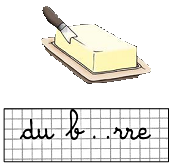 du b . . rre